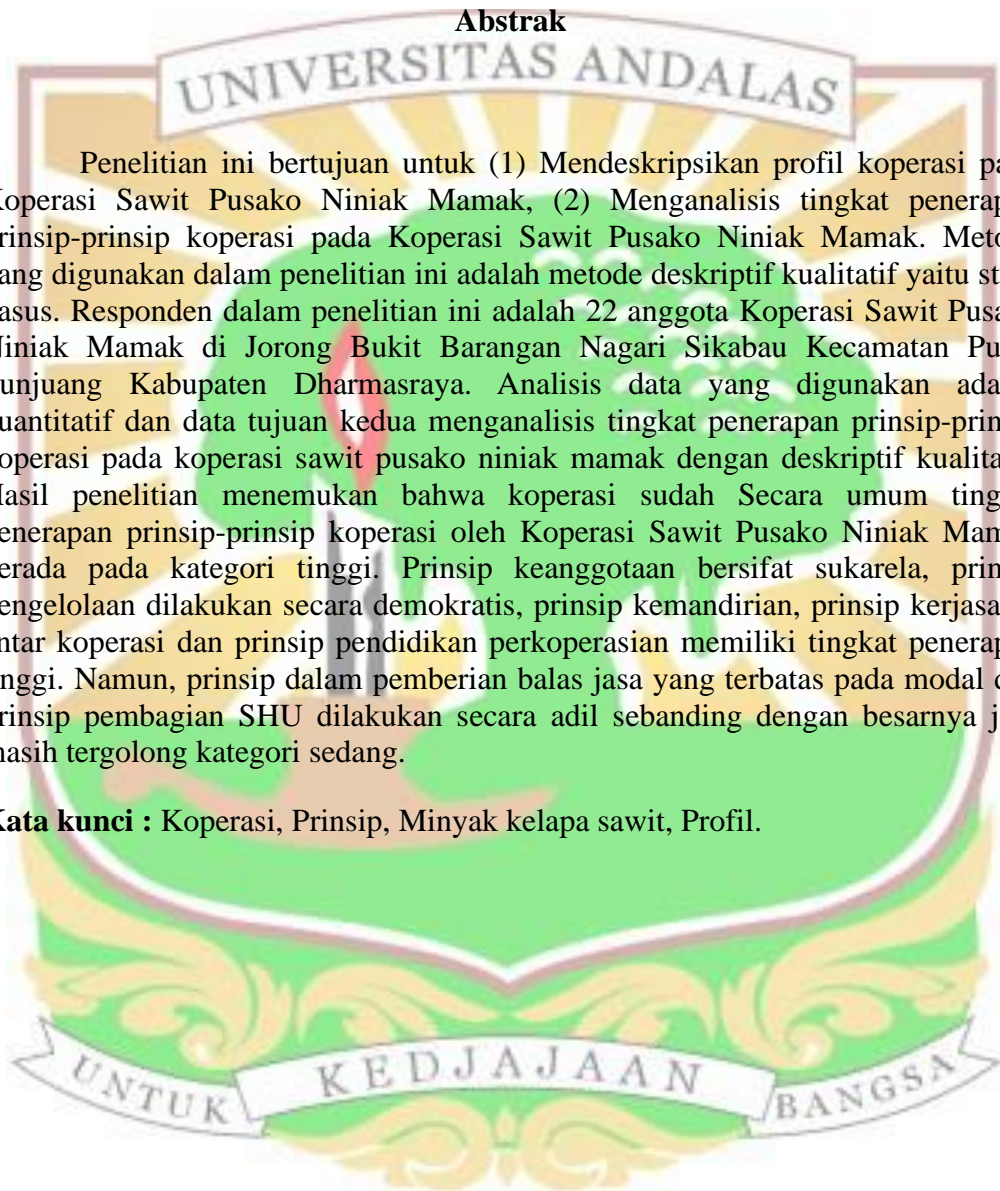 Abstrak
UNIVERSITAS ANDALAS
Penelitian ini bertujuan untuk (1) Mendeskripsikan profil koperasi pa
Koperasi Sawit Pusako Niniak Mamak, (2) Menganalisis tingkat penerap
prinsip-prinsip koperasi pada Koperasi Sawit Pusako Niniak Mamak. Meto
yang digunakan dalam penelitian ini adalah metode deskriptif kualitatif yaitu st
kasus. Responden dalam penelitian ini adalah 22 anggota Koperasi Sawit Pusa
Niniak Mamak di Jorong Bukit Barangan Nagari Sikabau Kecamatan Pu
Punjuang Kabupaten Dharmasraya. Analisis data yang digunakan ada
kuantitatif dan data tujuan kedua menganalisis tingkat penerapan prinsip-prin
koperasi pada koperasi sawit pusako niniak mamak dengan deskriptif kualita
Hasil penelitian menemukan bahwa koperasi sudah Secara umum ting
penerapan prinsip-prinsip koperasi oleh Koperasi Sawit Pusako Niniak Mam
berada pada kategori tinggi. Prinsip keanggotaan bersifat sukarela, prin
pengelolaan dilakukan secara demokratis, prinsip kemandirian, prinsip kerjasa
antar koperasi dan prinsip pendidikan perkoperasian memiliki tingkat penerap
tinggi. Namun, prinsip dalam pemberian balas jasa yang terbatas pada modal d
prinsip pembagian SHU dilakukan secara adil sebanding dengan besarnya j
masih tergolong kategori sedang.
Kata kunci : Koperasi, Prinsip, Minyak kelapa sawit, Profil.
UNTUK KEDJAJAAN BANGSA